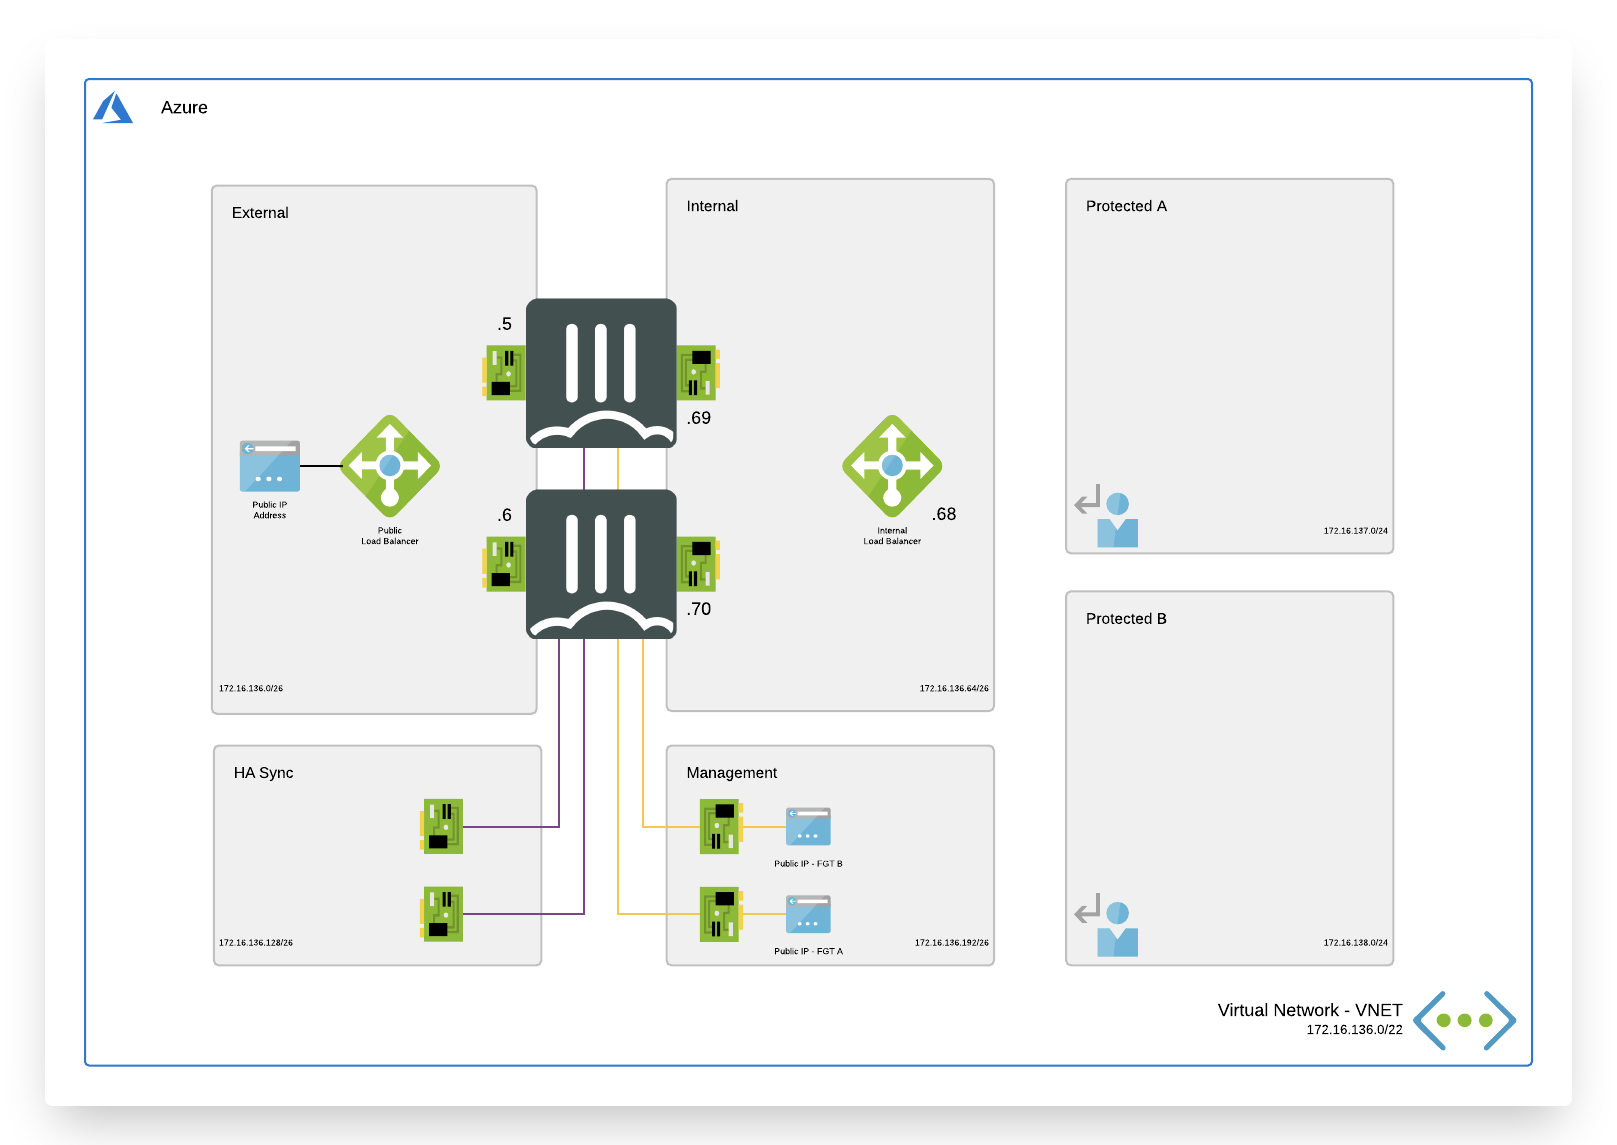 Azure
External
Internal
Protected A
.5
.69
Public IP
Address
Public
Load Balancer
.6
.68
Internal
Load Balancer
172.16.137.0/24
.70
Protected B
172.16.136.0/26
172.16.136.64/26
HA Sync
Management
Public IP - FGT B
172.16.136.128/26
172.16.136.192/26
172.16.138.0/24
Public IP - FGT A
Virtual Network - VNET
172.16.136.0/22